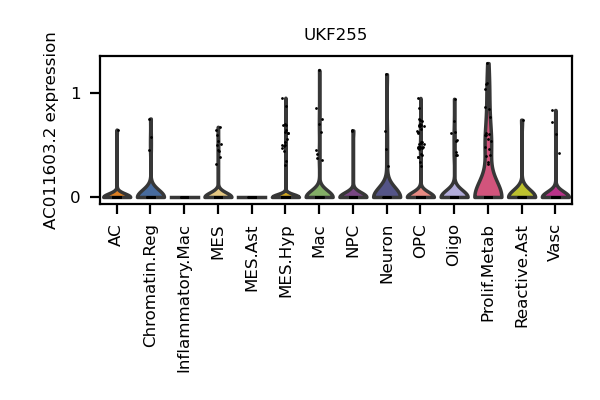 UKF255
AC011603.2 expression
1
0
AC
Chromatin.Reg
Inflammatory.Mac
MES
MES.Ast
MES.Hyp
Mac
NPC
Neuron
OPC
Oligo
Prolif.Metab
Reactive.Ast
Vasc